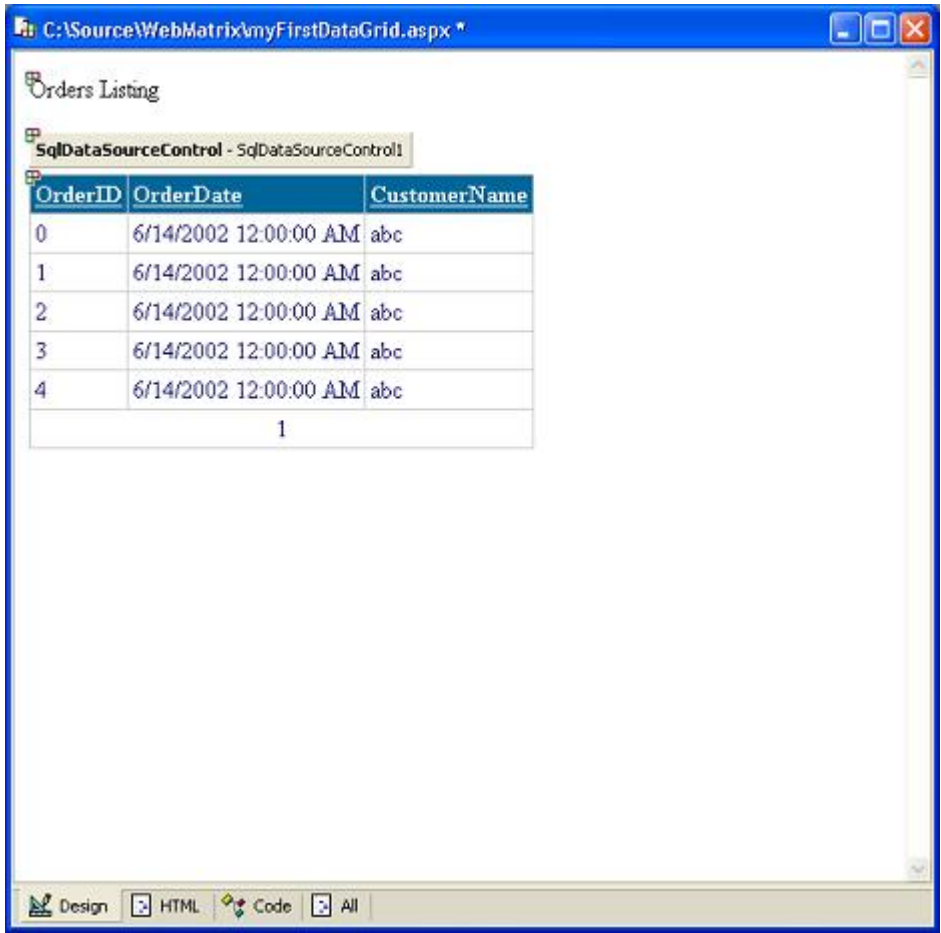 C:\Source\WebMatrix\myFirstDataGrid.aspx *
Orders Listing
SqlDataSourceControl - SqlDataSourceControl1
OrderID OrderDate CustomerName
0 6/14/2002 12:00:00 AM abc
1 6/14/2002 12:00:00 AM abc
2 6/14/2002 12:00:00 AM abc
3 6/14/2002 12:00:00 AM abc
4 6/14/2002 12:00:00 AM abc
1
Design HTML Code All